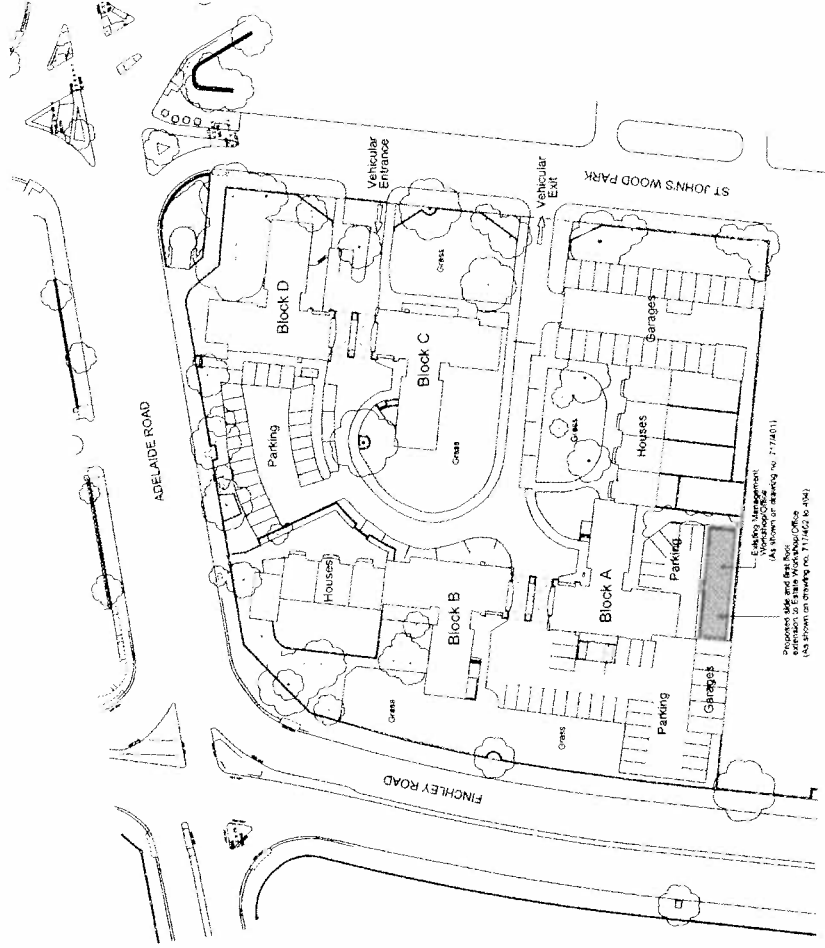 ADELAIDE ROAD
Vehicular
Entrance
Vehicular
Exit
ST JOHN'S WOOD PARK
Block D
Grass
Block C
Parking
Grass
Garages
Grass
Houses
Houses
Block B
Block A
Parking
Grass
Grass
Parking
Garages
FINCHLEY ROAD
Existing Management
Workshop/Office
(As shown on drawing no. 717/401)
Proposed side and first floor
extension to Estate Workshop/Office
(As shown on drawing no. 717/402 to 404)